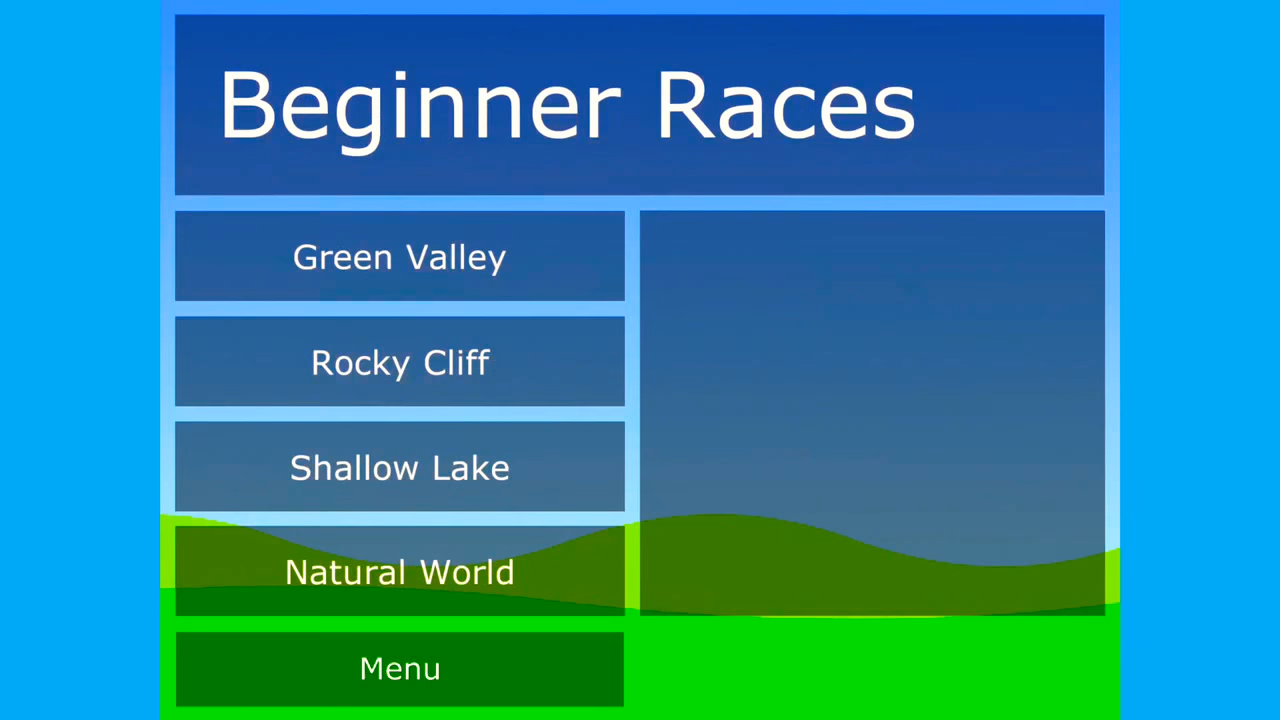 Beginner Races
Green Valley
Rocky Cliff
Shallow Lake
Natural World
Menu